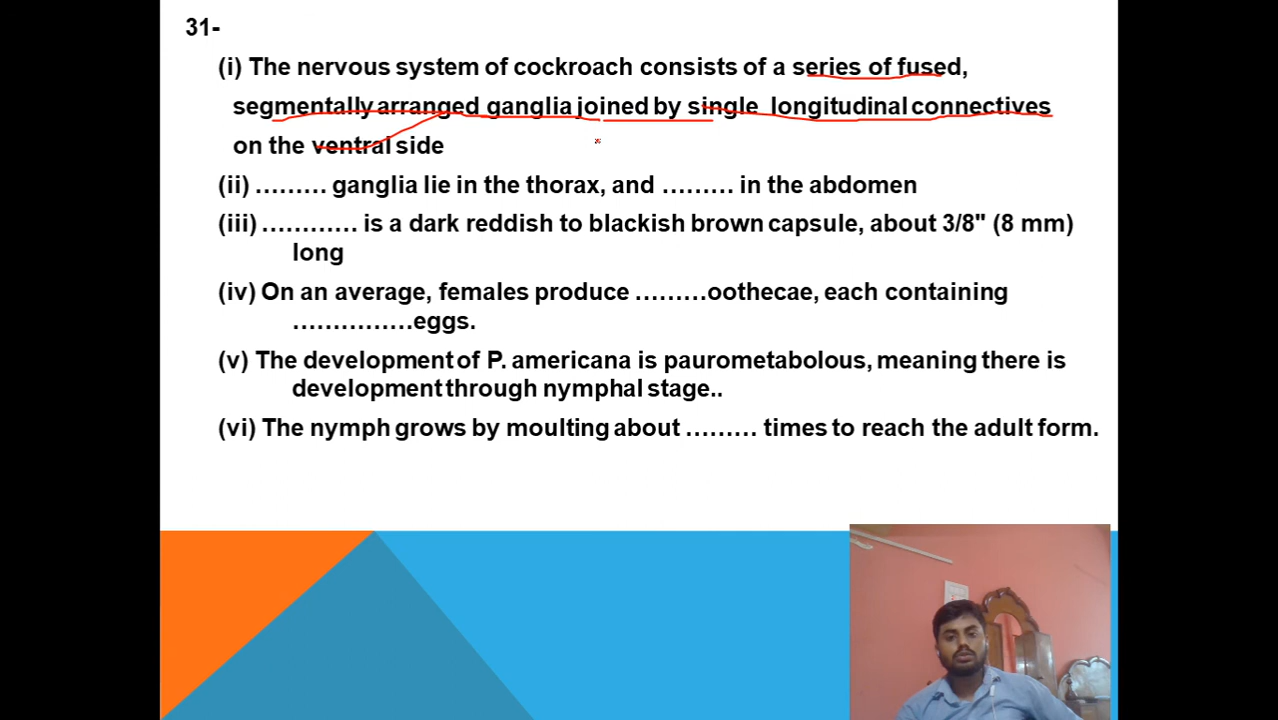 31-
(i) The nervous system of cockroach consists of a series of fused,
segmentally arranged ganglia joined by single longitudinal connectives
on the ventral side
(ii) ……… ganglia lie in the thorax, and ……… in the abdomen
(iii) ………… is a dark reddish to blackish brown capsule, about 3/8" (8 mm)
long
(iv) On an average, females produce ………oothecae, each containing
……………eggs.
(v) The development of P. americana is paurometabolous, meaning there is
development through nymphal stage..
(vi) The nymph grows by moulting about ……… times to reach the adult form.